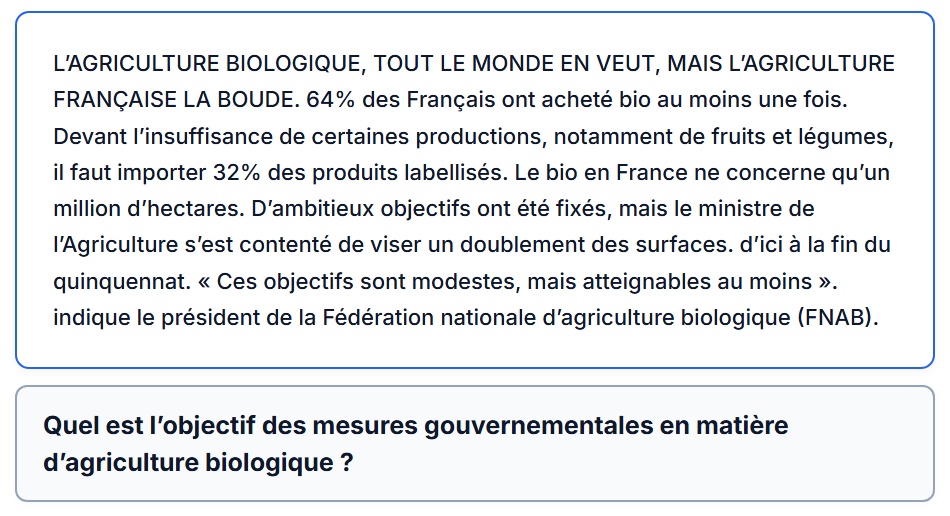 L’AGRICULTURE BIOLOGIQUE, TOUT LE MONDE EN VEUT, MAIS L’AGRICULTURE
FRANÇAISE LA BOUDE. 64% des Français ont acheté bio au moins une fois.
Devant l’insuffisance de certaines productions, notamment de fruits et légumes,
il faut importer 32% des produits labellisés. Le bio en France ne concerne qu’un
million d’hectares. D’ambitieux objectifs ont été fixés, mais le ministre de
l’Agriculture s’est contenté de viser un doublement des surfaces. d’ici à la fin du
quinquennat. « Ces objectifs sont modestes, mais atteignables au moins ».
indique le président de la Fédération nationale d’agriculture biologique (FNAB).
Quel est l’objectif des mesures gouvernementales en matière
d’agriculture biologique ?